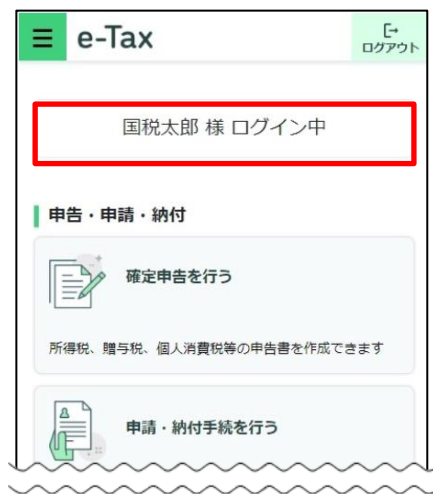 e-Tax
ログアウト
国税太郎 様 ログイン中
申告・申請・納付
確定申告を行う
所得税、贈与税、個人消費税等の申告書を作成できます
申請・納付手続を行う